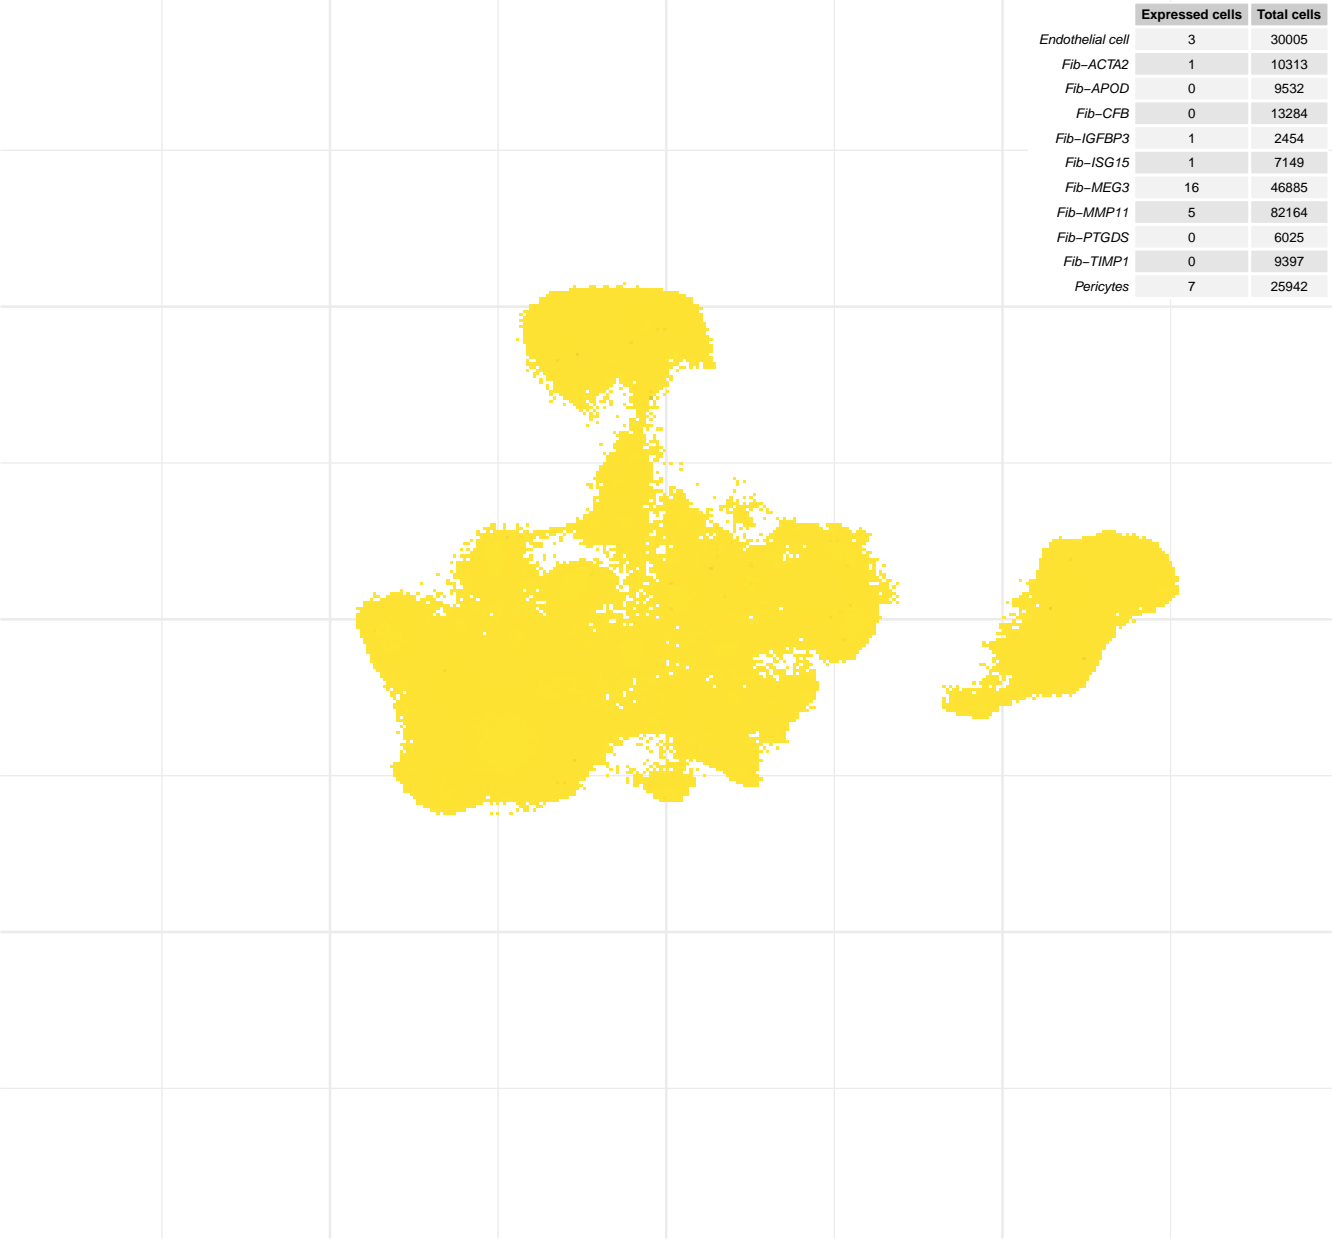 Expressed cells Total cells
Endothelial cell 3 30005
Fib−ACTA2 1 10313
Fib−APOD 0 9532
Fib−CFB 0 13284
Fib−IGFBP3 1 2454
Fib−ISG15 1 7149
Fib−MEG3 16 46885
Fib−MMP11 5 82164
Fib−PTGDS 0 6025
Fib−TIMP1 0 9397
Pericytes 7 25942